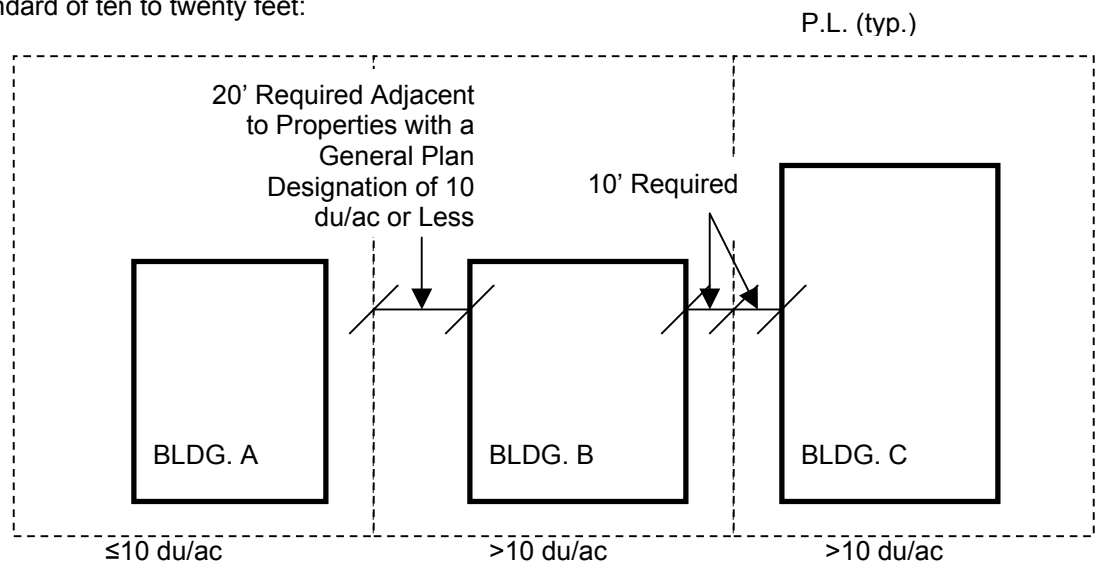 ndard of ten to twenty feet:
P.L. (typ.)
20’ Required Adjacent
to Properties with a
General Plan
Designation of 10
du/ac or Less
10’ Required
BLDG. A
BLDG. B
BLDG. C
≤10 du/ac
>10 du/ac
>10 du/ac